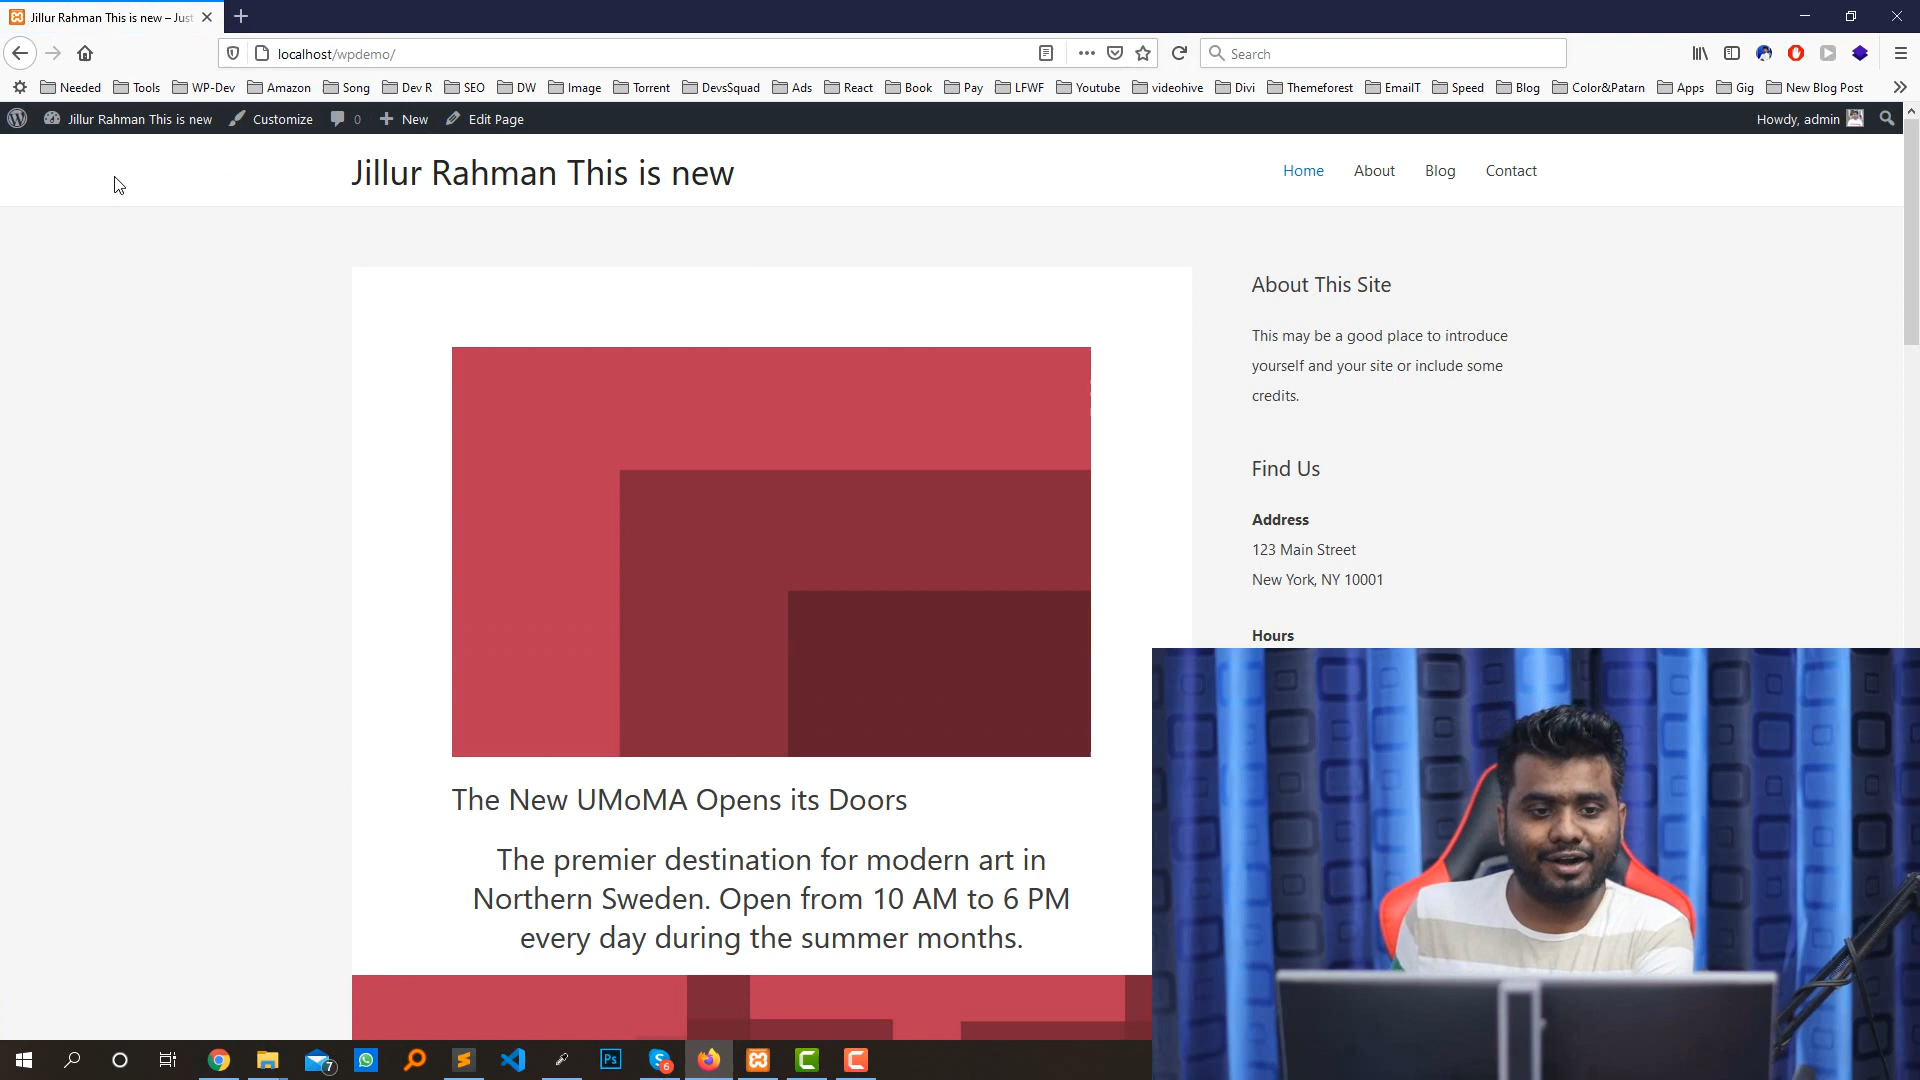 Jillur Rahman This is new – Just
localhost/wpdemo/
Search
Needed Tools WP-Dev Amazon Song Dev R SEO DW Image Torrent DevsSquad Ads React Book Pay LFWF Youtube videohive Divi Themeforest EmailT Speed Blog Color&Patarn Apps Gig New Blog Post
Jillur Rahman This is new Customize 0 New Edit Page Howdy, admin
Jillur Rahman This is new
Home About Blog Contact
About This Site
This may be a good place to introduce
yourself and your site or include some
credits.
Find Us
Address
123 Main Street
New York, NY 10001
Hours
The New UMoMA Opens its Doors
The premier destination for modern art in
Northern Sweden. Open from 10 AM to 6 PM
every day during the summer months.
7
Ps
S 6